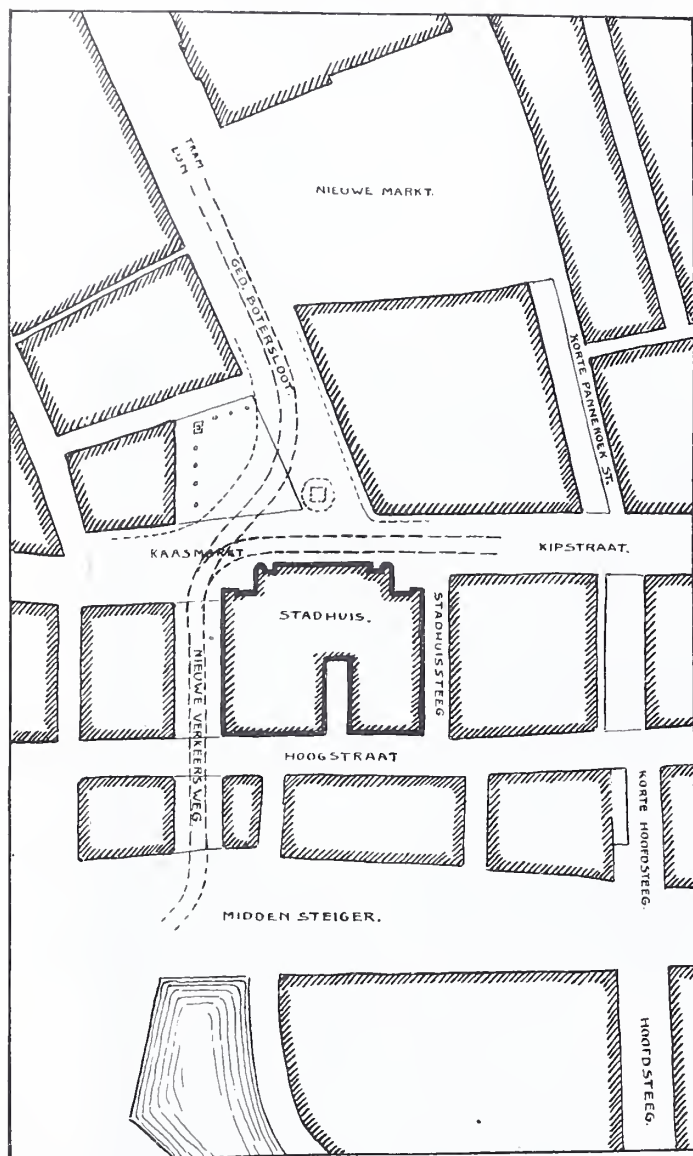 TRAM
LIJN
NIEUWE MARKT.
GED. BOTERSLOOT.
KORTE PANNEKOEK ST.
KAASMARKT
KIPSTRAAT.
STADHUIS.
STADHUISSTEEG
NIEUWE VERKEERSWEG.
HOOGSTRAAT
KORTE HOOFDSTEEG.
MIDDEN STEIGER.
HOOFDSTEEG.